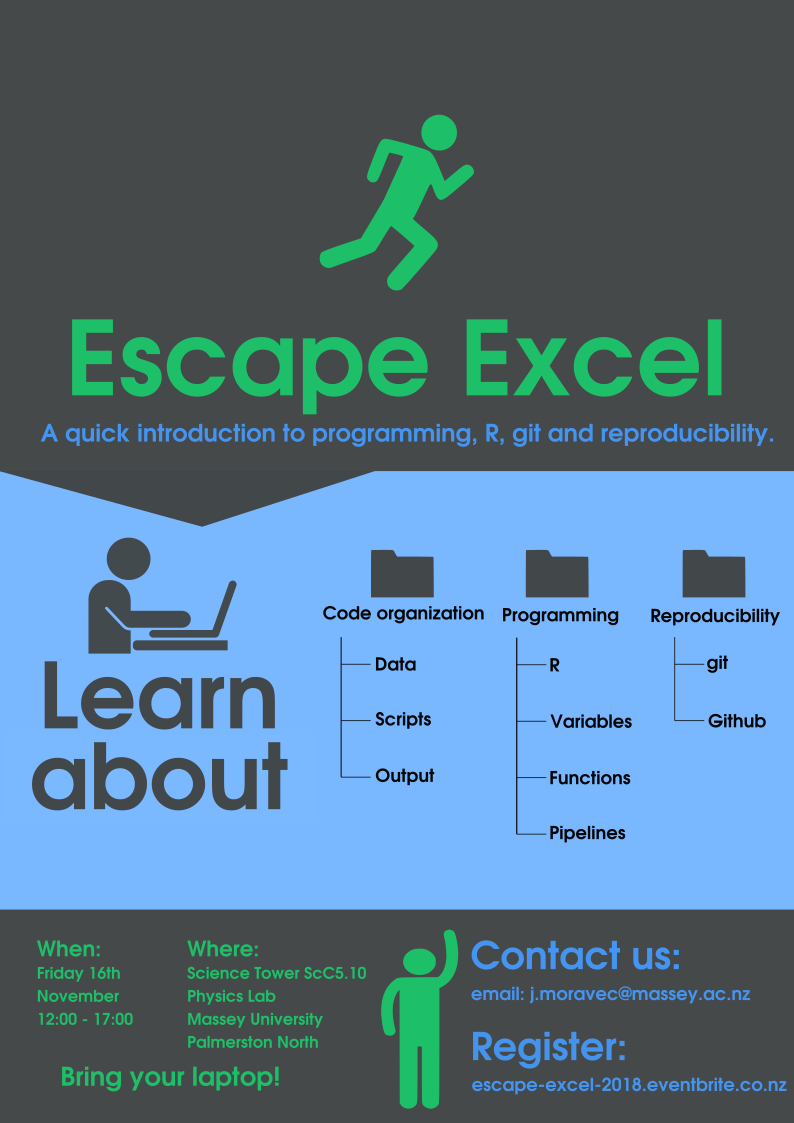 Escape Excel
A quick introduction to programming, R, git and reproducibility.
Learn
about
Code organization
Data
Scripts
Output
Programming
R
Variables
Functions
Pipelines
Reproducibility
git
Github
When:
Friday 16th
November
12:00 - 17:00
Where:
Science Tower ScC5.10
Physics Lab
Massey University
Palmerston North
Bring your laptop!
Contact us:
email: j.moravec@massey.ac.nz
Register:
escape-excel-2018.eventbrite.co.nz